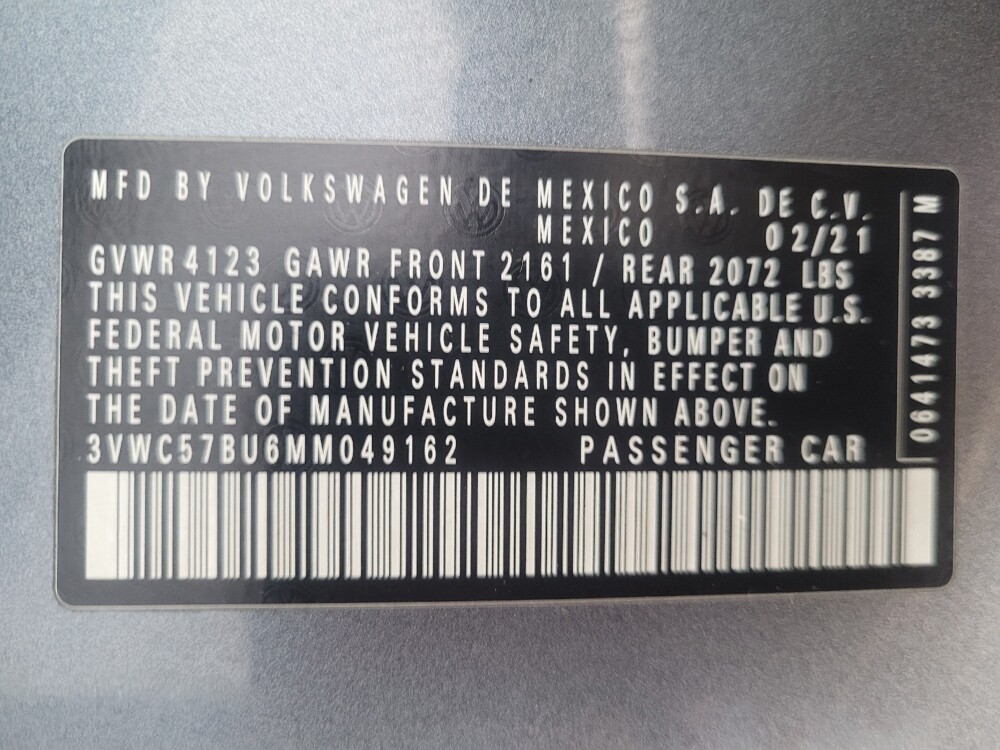 MFD BY VOLKSWAGEN DE MEXICO S.A. DE C.V.
MEXICO 02/21
GVWR 4123 GAWR FRONT 2161 / REAR 2072 LBS
THIS VEHICLE CONFORMS TO ALL APPLICABLE U.S.
FEDERAL MOTOR VEHICLE SAFETY, BUMPER AND
THEFT PREVENTION STANDARDS IN EFFECT ON
THE DATE OF MANUFACTURE SHOWN ABOVE.
3VWC57BU6MM049162 PASSENGER CAR
0641473 3387 M